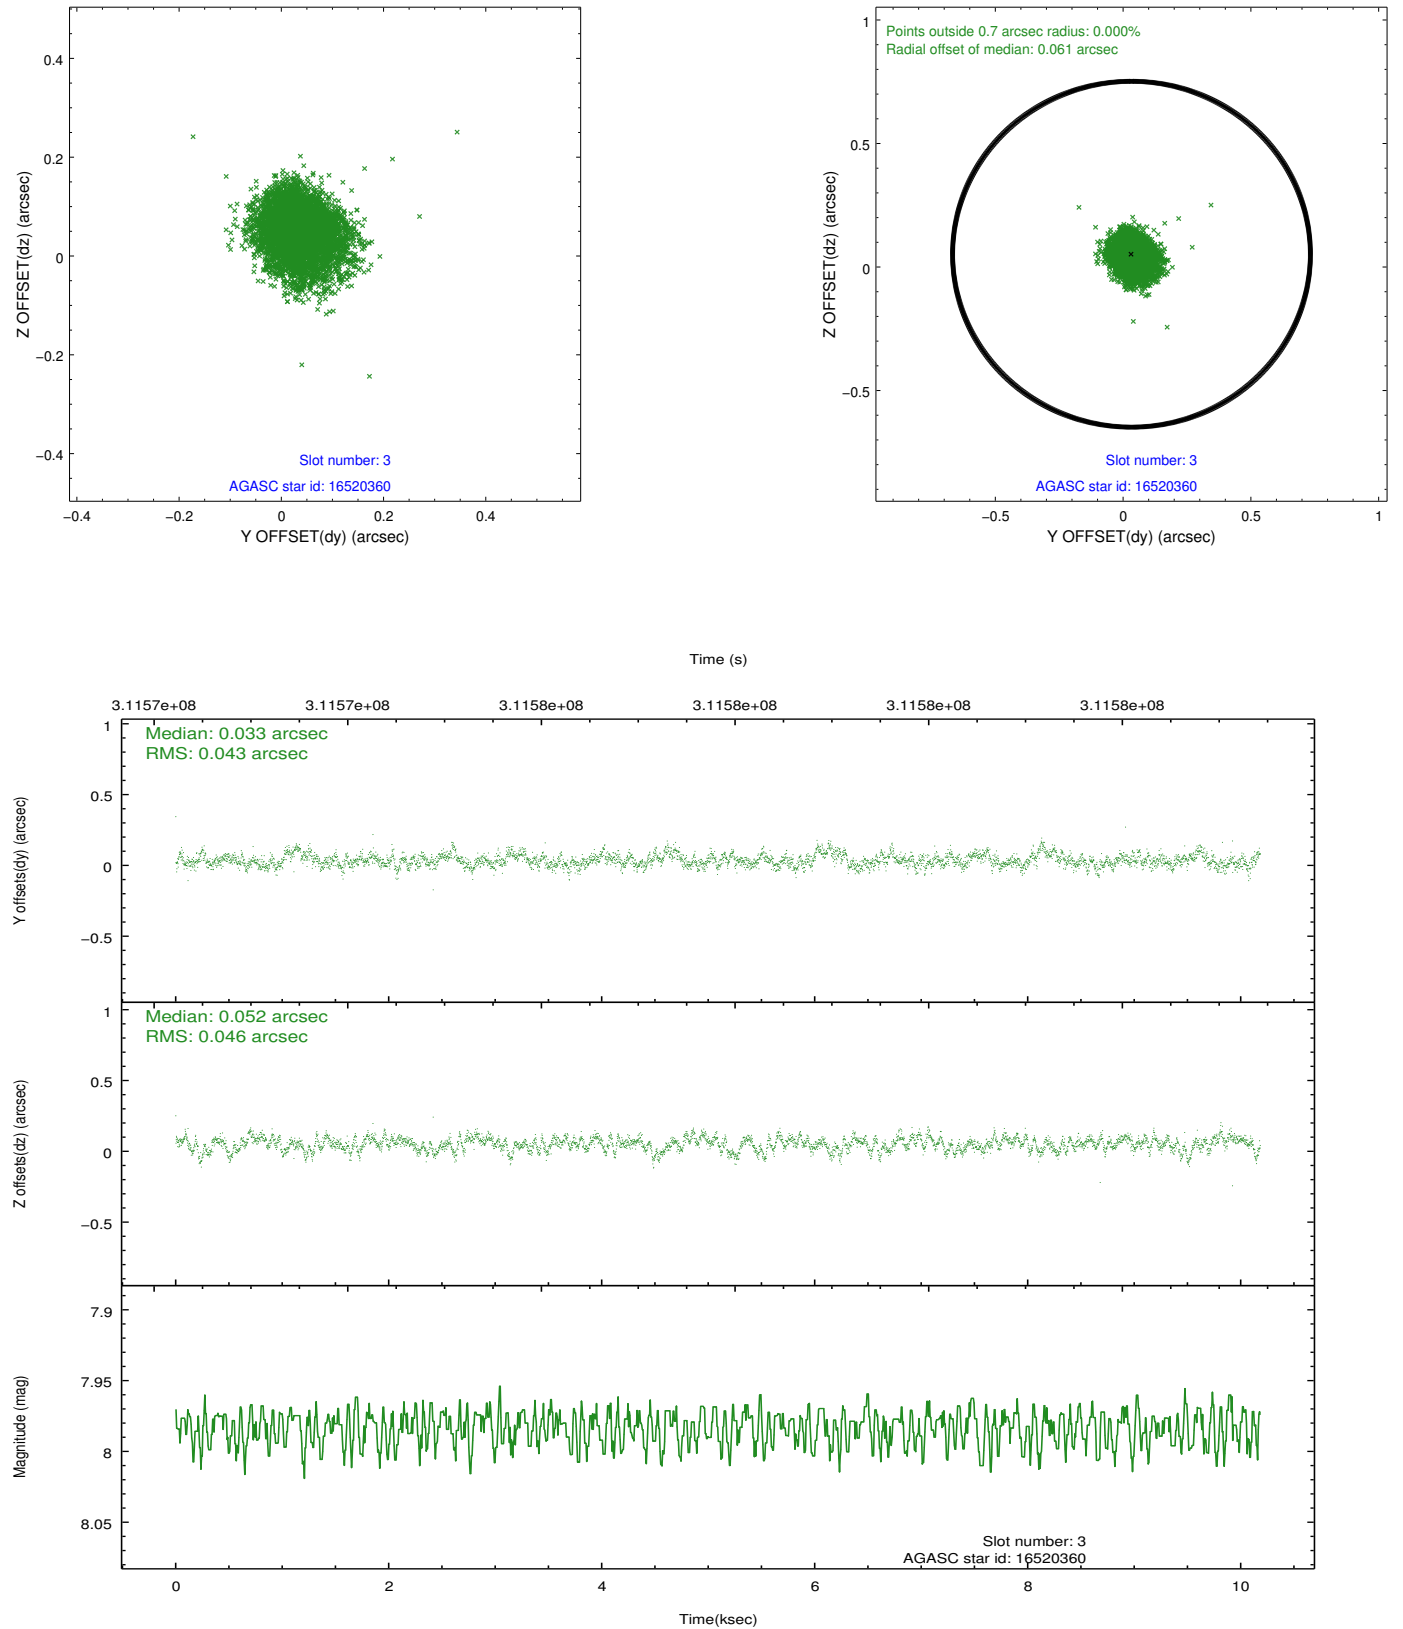 0.4
0.2
0
−0.2
−0.4
Z OFFSET(dz) (arcsec)
Slot number: 3
AGASC star id: 16520360
−0.4 −0.2 0 0.2 0.4
Y OFFSET(dy) (arcsec)
Points outside 0.7 arcsec radius: 0.000%
Radial offset of median: 0.061 arcsec
1
0.5
0
−0.5
Z OFFSET(dz) (arcsec)
Slot number: 3
AGASC star id: 16520360
−0.5 0 0.5 1
Y OFFSET(dy) (arcsec)
Time (s)
3.1157e+08 3.1157e+08 3.1158e+08 3.1158e+08 3.1158e+08 3.1158e+08
Median: 0.033 arcsec
RMS: 0.043 arcsec
1
0.5
0
−0.5
Y offsets(dy) (arcsec)
Median: 0.052 arcsec
RMS: 0.046 arcsec
1
0.5
0
−0.5
Z offsets(dz) (arcsec)
7.9
7.95
8
8.05
Magnitude (mag)
Slot number: 3
AGASC star id: 16520360
0 2 4 6 8 10
Time(ksec)